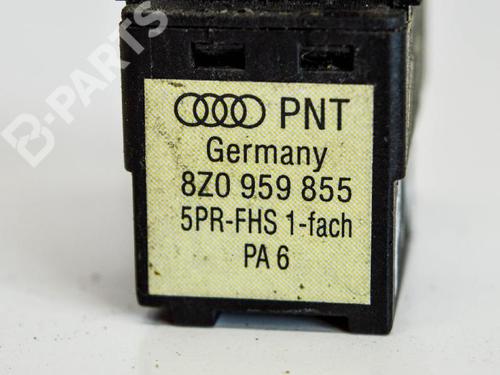 B-PARTS
PNT
Germany
8Z0 959 855
5PR-FHS 1-fach
PA 6